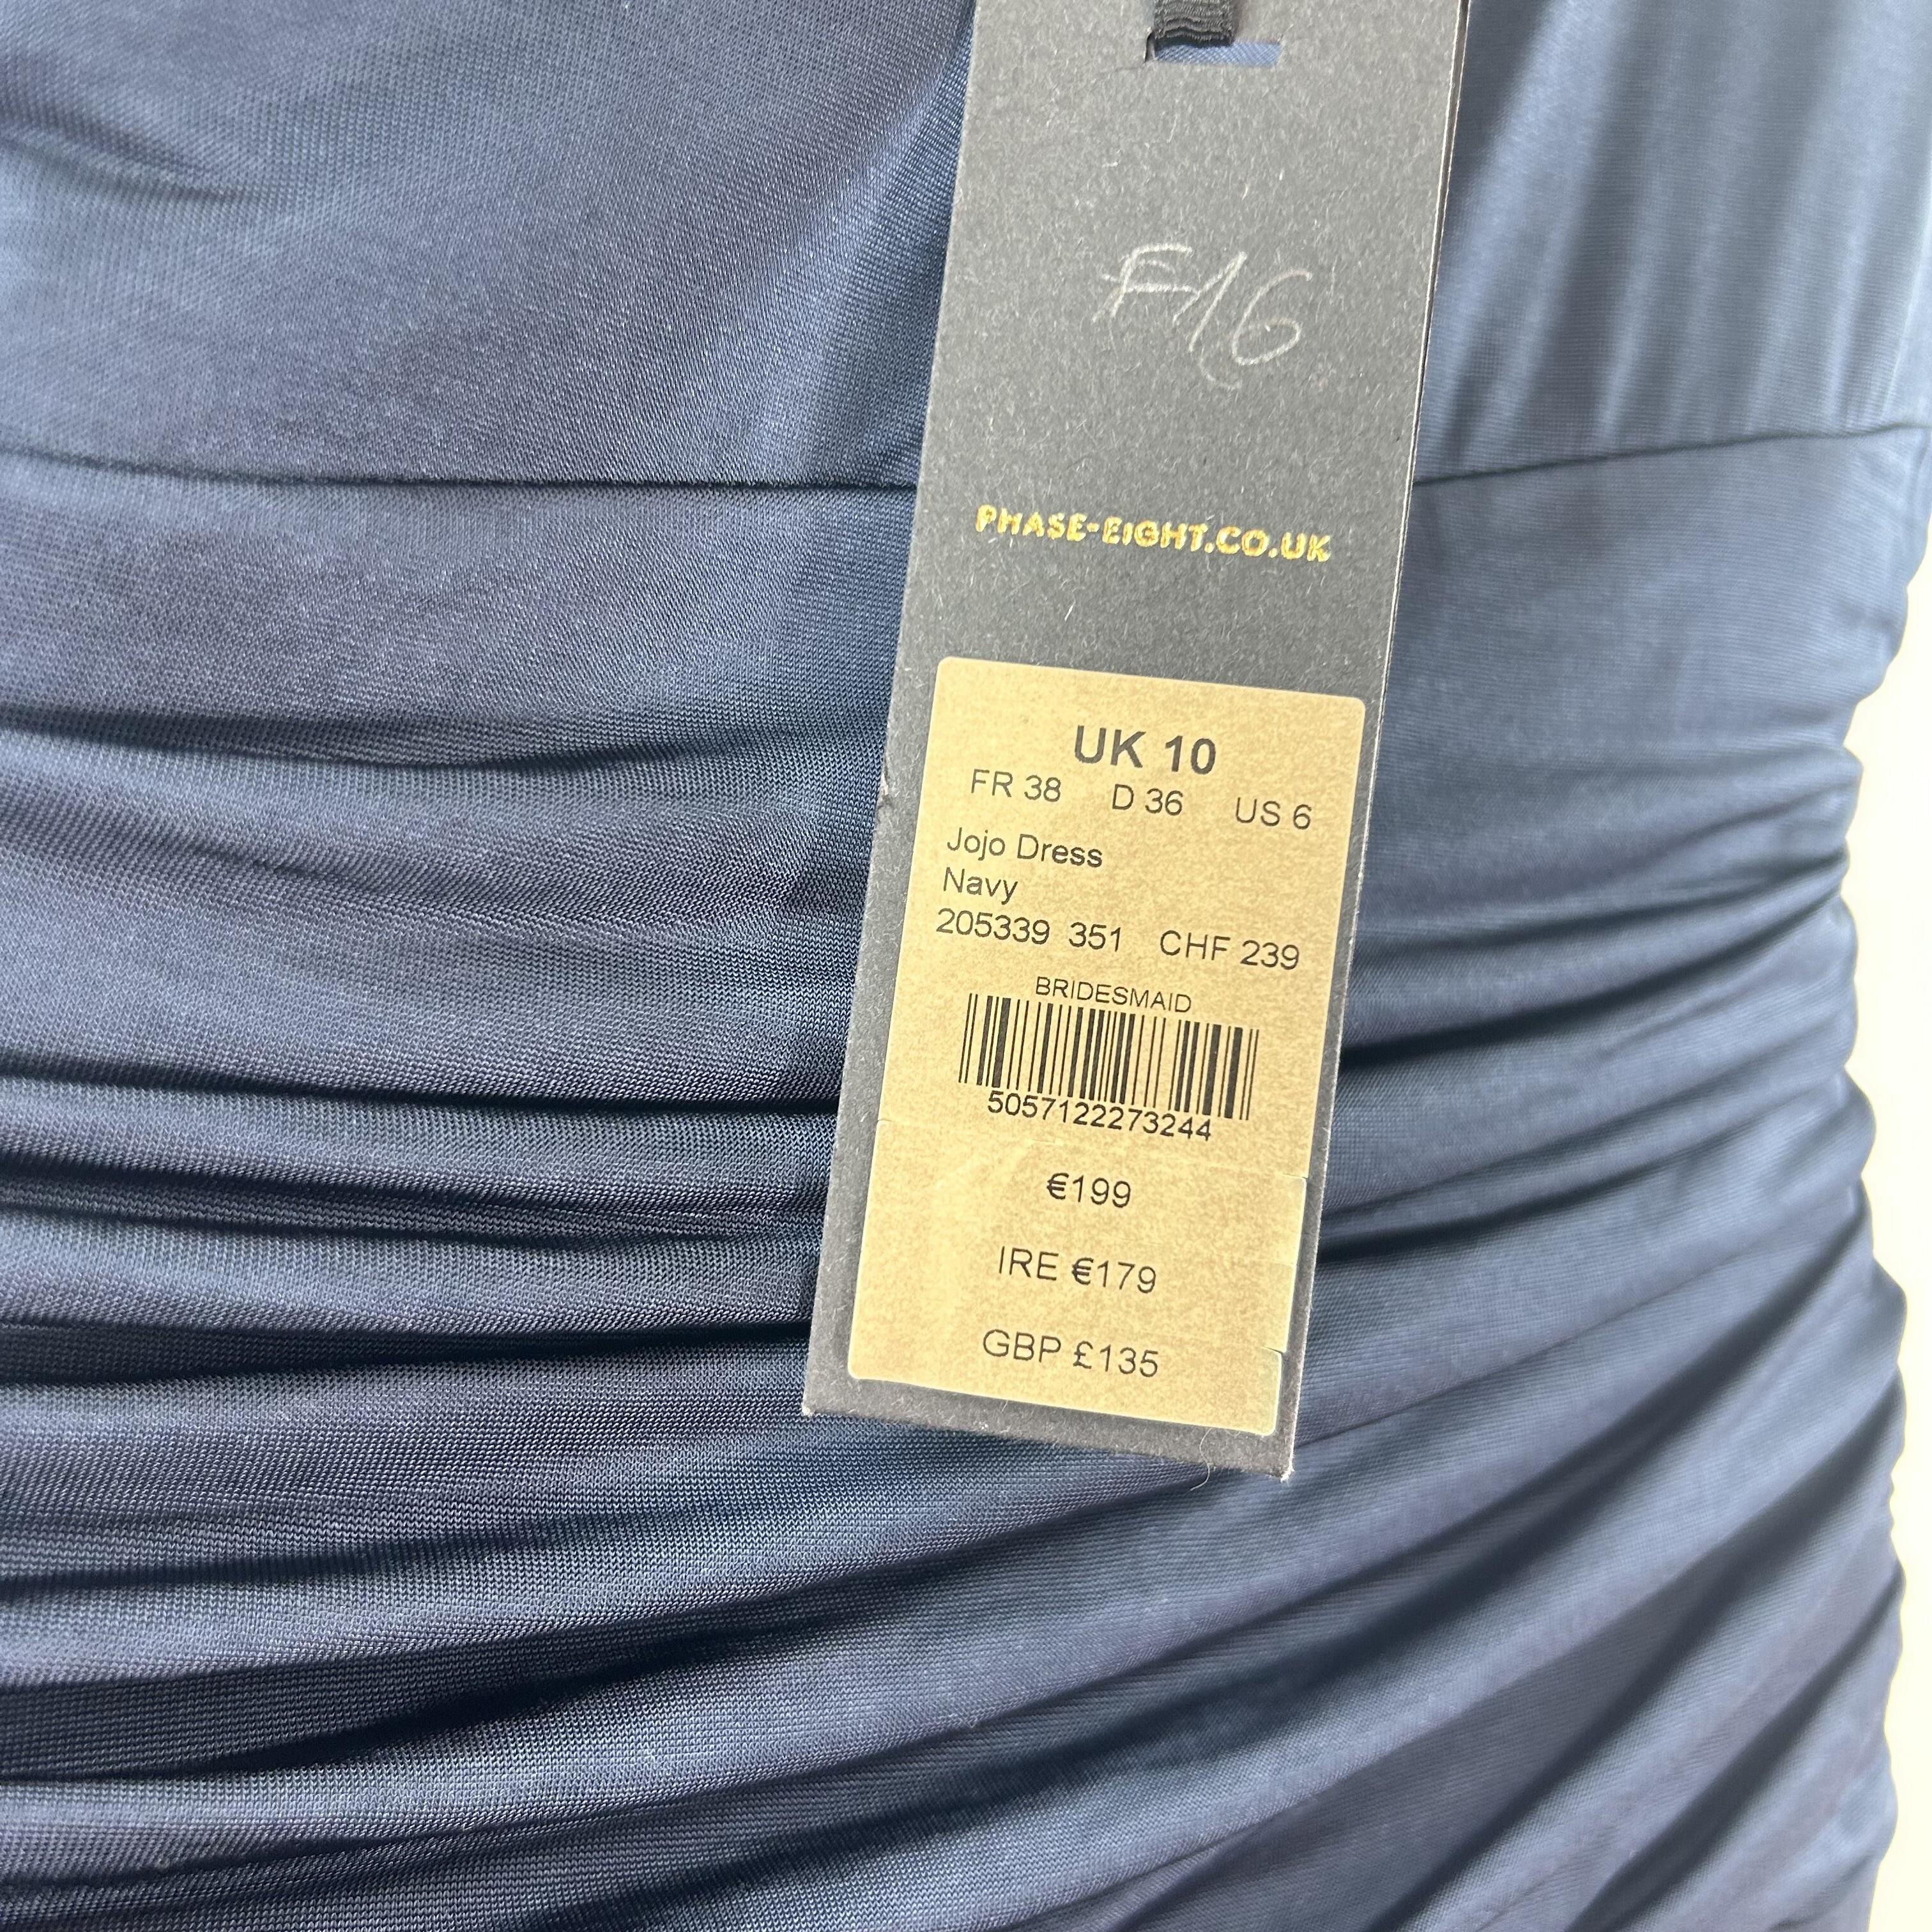 F16
PHASE-EIGHT.CO.UK
UK 10
FR 38 D 36 US 6
Jojo Dress
Navy
205339 351 CHF 239
BRIDESMAID
5057122273244
€199
IRE €179
GBP £135